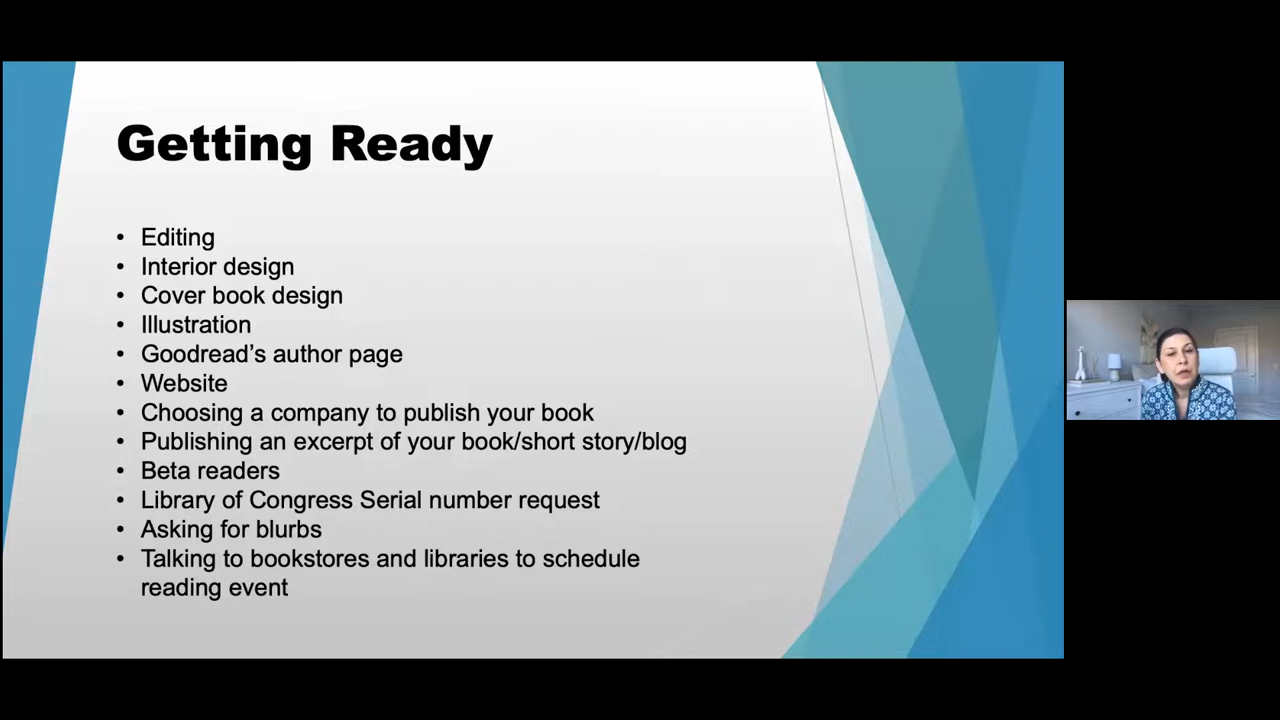 Getting Ready
• Editing
• Interior design
• Cover book design
• Illustration
• Goodread's author page
• Website
• Choosing a company to publish your book
• Publishing an excerpt of your book/short story/blog
• Beta readers
• Library of Congress Serial number request
• Asking for blurbs
• Talking to bookstores and libraries to schedule
reading event